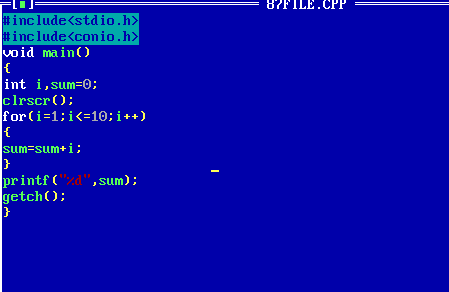 87FILE.CPP
#include<stdio.h>
#include<conio.h>
void main()
{
int i,sum=0;
clrscr();
for(i=1;i<=10;i++)
{
sum=sum+i;
}
printf("%d",sum);
getch();
}